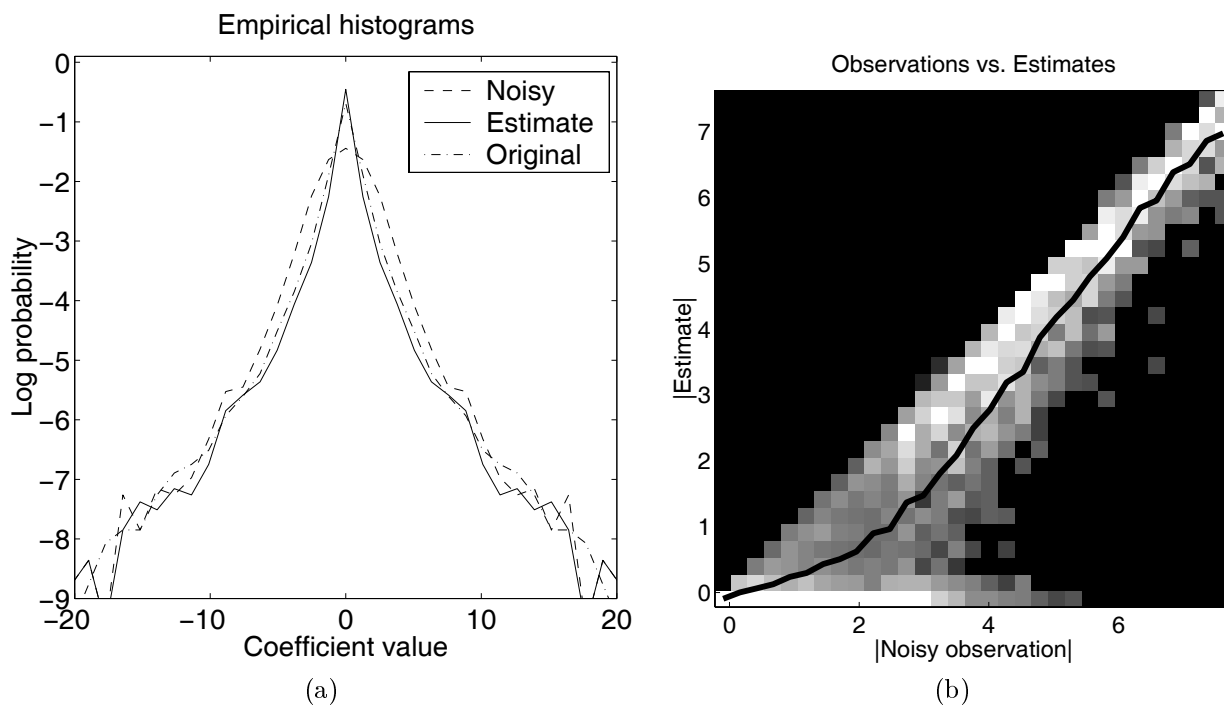 Empirical histograms
0
−1
−2
−3
−4
−5
−6
−7
−8
−9
Log probability
Noisy
Estimate
Original
−20
−10
0
10
20
Coefficient value
(a)
Observations vs. Estimates
7
6
5
4
3
2
1
0
|Estimate|
0
2
4
6
|Noisy observation|
(b)